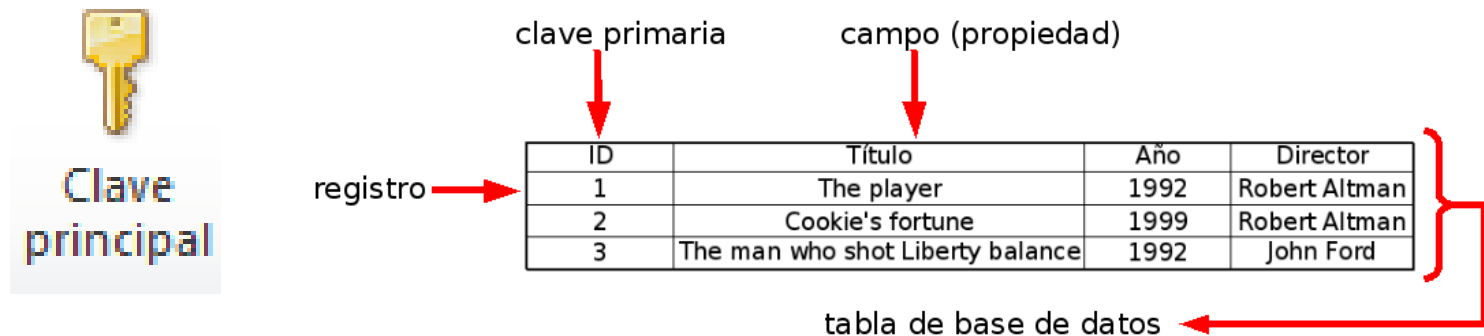 Clave
principal
clave primaria campo (propiedad)
registro
ID Título Año Director
1 The player 1992 Robert Altman
2 Cookie's fortune 1999 Robert Altman
3 The man who shot Liberty balance 1992 John Ford
tabla de base de datos